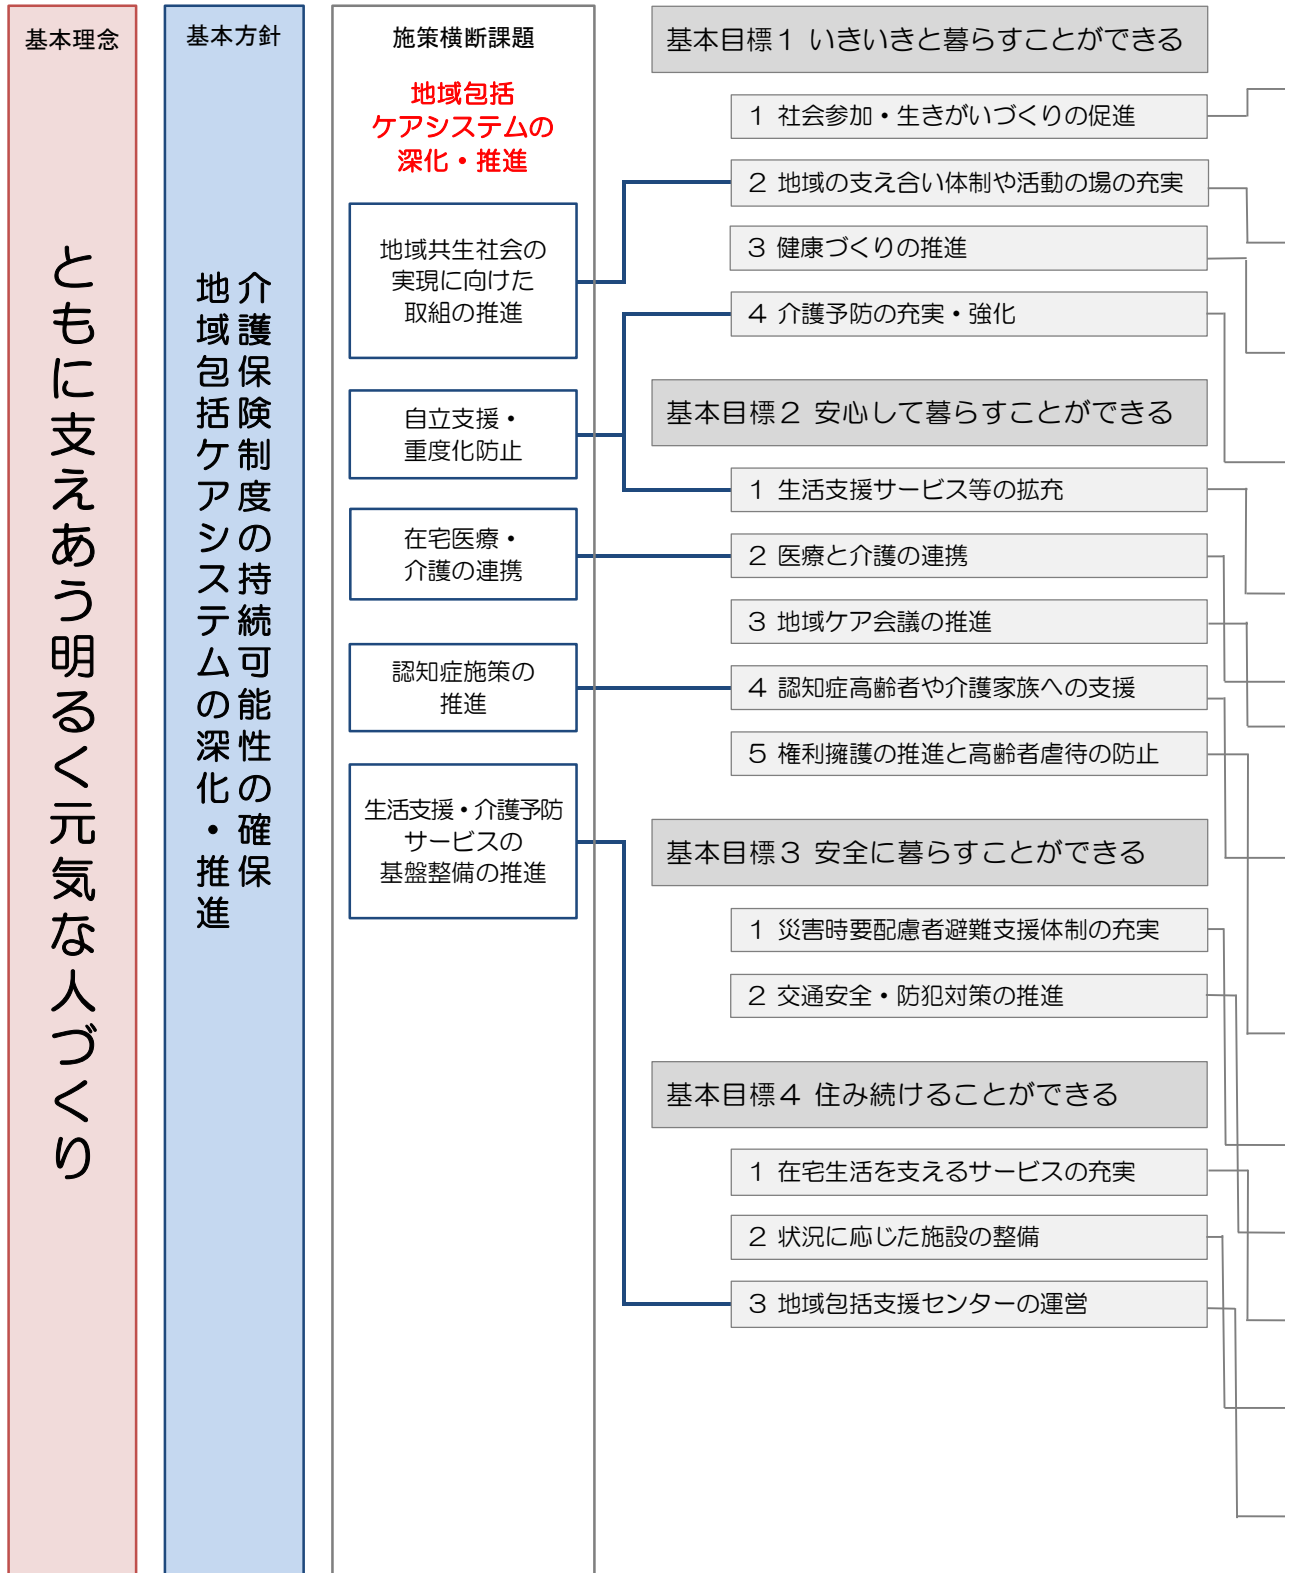 基本理念
ともに支えあう明るく元気な人づくり
基本方針
介護保険制度の持続可能性の確保
地域包括ケアシステムの深化・推進
施策横断課題
地域包括
ケアシステムの
深化・推進
地域共生社会の
実現に向けた
取組の推進
自立支援・
重度化防止
在宅医療・
介護の連携
認知症施策の
推進
生活支援・介護予防
サービスの
基盤整備の推進
基本目標１ いきいきと暮らすことができる
１ 社会参加・生きがいづくりの促進
２ 地域の支え合い体制や活動の場の充実
３ 健康づくりの推進
４ 介護予防の充実・強化
基本目標２ 安心して暮らすことができる
１ 生活支援サービス等の拡充
２ 医療と介護の連携
３ 地域ケア会議の推進
４ 認知症高齢者や介護家族への支援
５ 権利擁護の推進と高齢者虐待の防止
基本目標３ 安全に暮らすことができる
１ 災害時要配慮者避難支援体制の充実
２ 交通安全・防犯対策の推進
基本目標４ 住み続けることができる
１ 在宅生活を支えるサービスの充実
２ 状況に応じた施設の整備
３ 地域包括支援センターの運営